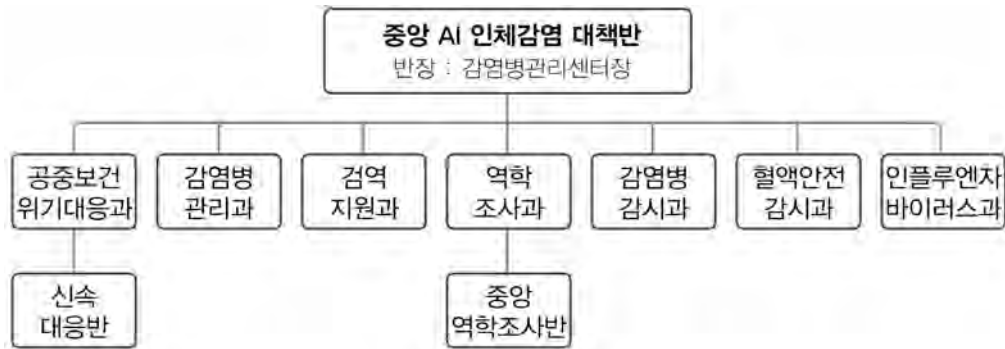 중앙 AI 인체감염 대책반
반장 : 감염병관리센터장
공중보건
위기대응과
감염병
관리과
검역
지원과
역학
조사과
감염병
감시과
혈액안전
감시과
인플루엔차
바이러스과
신속
대응반
중앙
역학조사반